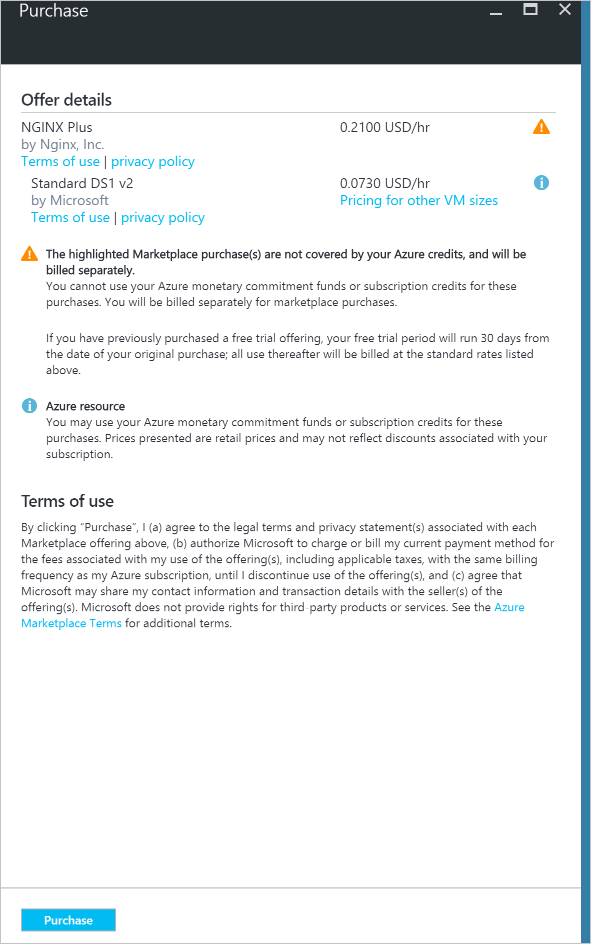 Purchase
Offer details
NGINX Plus 0.2100 USD/hr
by Nginx, Inc.
Terms of use | privacy policy
Standard DS1 v2 0.0730 USD/hr
by Microsoft Pricing for other VM sizes
Terms of use | privacy policy
The highlighted Marketplace purchase(s) are not covered by your Azure credits, and will be
billed separately.
You cannot use your Azure monetary commitment funds or subscription credits for these
purchases. You will be billed separately for marketplace purchases.
If you have previously purchased a free trial offering, your free trial period will run 30 days from
the date of your original purchase; all use thereafter will be billed at the standard rates listed
above.
Azure resource
You may use your Azure monetary commitment funds or subscription credits for these
purchases. Prices presented are retail prices and may not reflect discounts associated with your
subscription.
Terms of use
By clicking “Purchase”, I (a) agree to the legal terms and privacy statement(s) associated with each
Marketplace offering above, (b) authorize Microsoft to charge or bill my current payment method for
the fees associated with my use of the offering(s), including applicable taxes, with the same billing
frequency as my Azure subscription, until I discontinue use of the offering(s), and (c) agree that
Microsoft may share my contact information and transaction details with the seller(s) of the
offering(s). Microsoft does not provide rights for third-party products or services. See the Azure
Marketplace Terms for additional terms.
Purchase